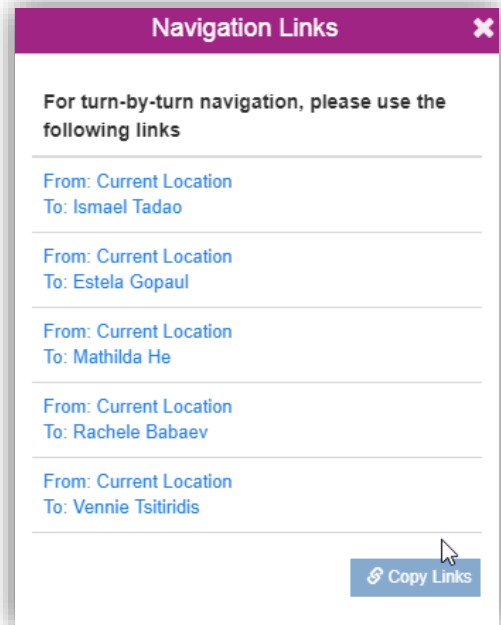 Navigation Links
For turn-by-turn navigation, please use the
following links
From: Current Location
To: Ismael Tadao
From: Current Location
To: Estela Gopaul
From: Current Location
To: Mathilda He
From: Current Location
To: Rachele Babaev
From: Current Location
To: Vennie Tsitiridis
Copy Links